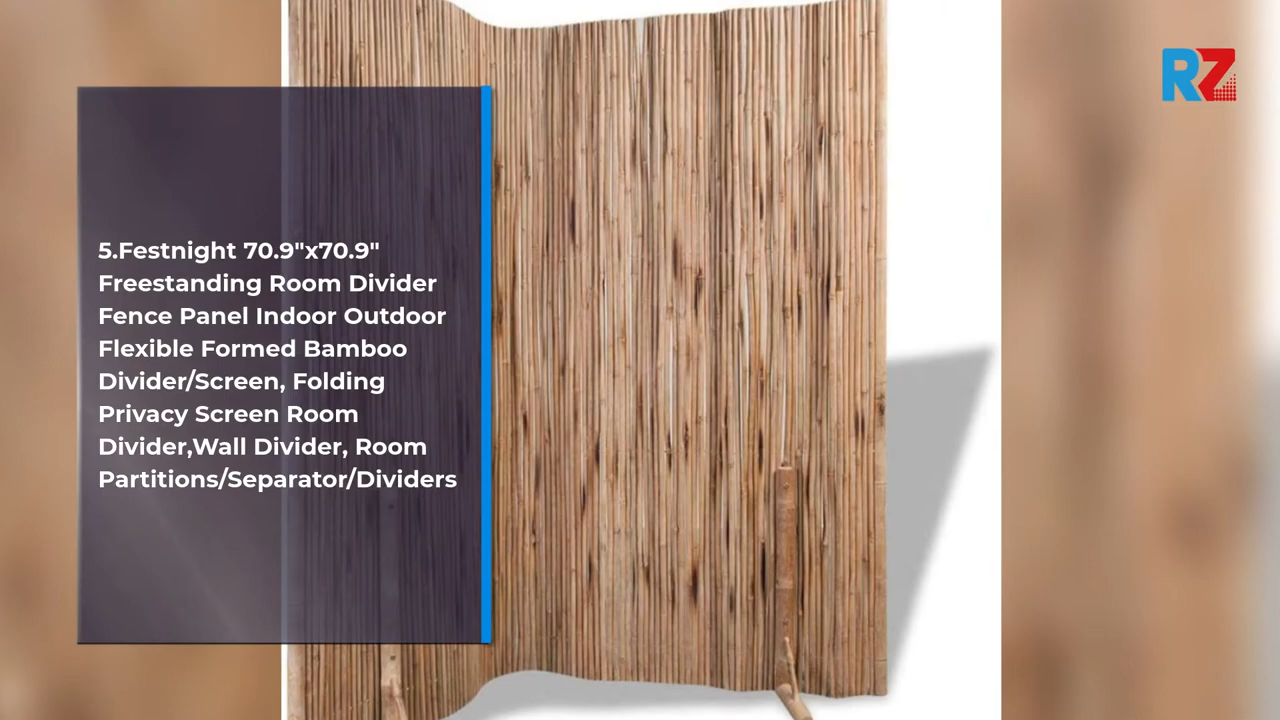 5.Festnight 70.9"x70.9"
Freestanding Room Divider
Fence Panel Indoor Outdoor
Flexible Formed Bamboo
Divider/Screen, Folding
Privacy Screen Room
Divider,Wall Divider, Room
Partitions/Separator/Dividers
RZ